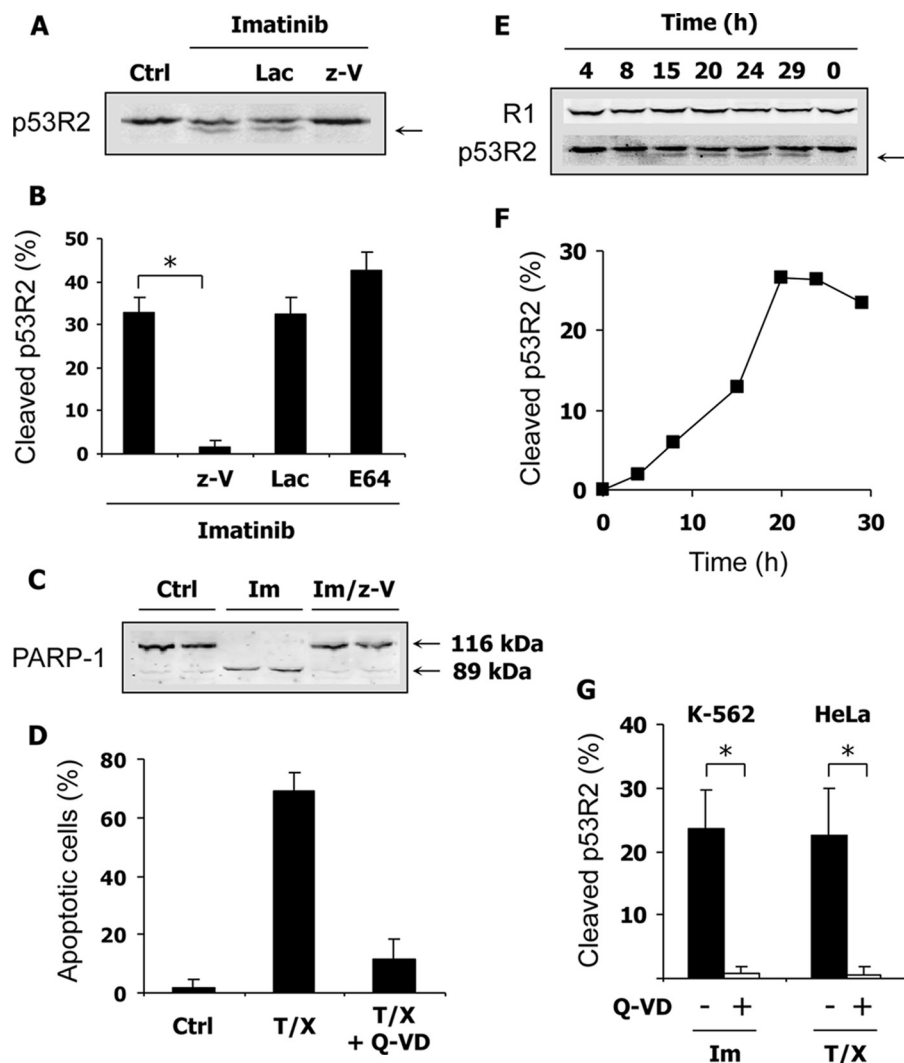 A
Imatinib
Ctrl Lac z-V
p53R2
B
Cleaved p53R2 (%)
50
40
30
20
10
0
*
z-V Lac E64
Imatinib
C
Ctrl Im Im/z-V
PARP-1
116 kDa
89 kDa
D
Apoptotic cells (%)
80
60
40
20
0
Ctrl T/X T/X
+ Q-VD
E
Time (h)
4 8 15 20 24 29 0
R1
p53R2
F
Cleaved p53R2 (%)
30
20
10
0
0 10 20 30
Time (h)
G
K-562 HeLa
Cleaved p53R2 (%)
40
30
20
10
* *
Q-VD - + - +
Im T/X